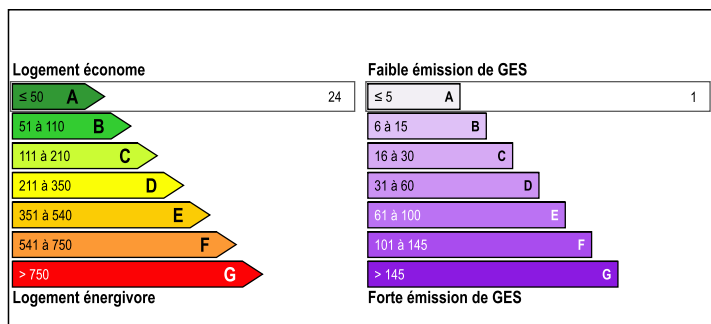 Logement économe
≤ 50 A 24
51 à 110 B
111 à 210 C
211 à 350 D
351 à 540 E
541 à 750 F
> 750 G
Logement énergivore
Faible émission de GES
≤ 5 A 1
6 à 15 B
16 à 30 C
31 à 60 D
61 à 100 E
101 à 145 F
> 145 G
Forte émission de GES